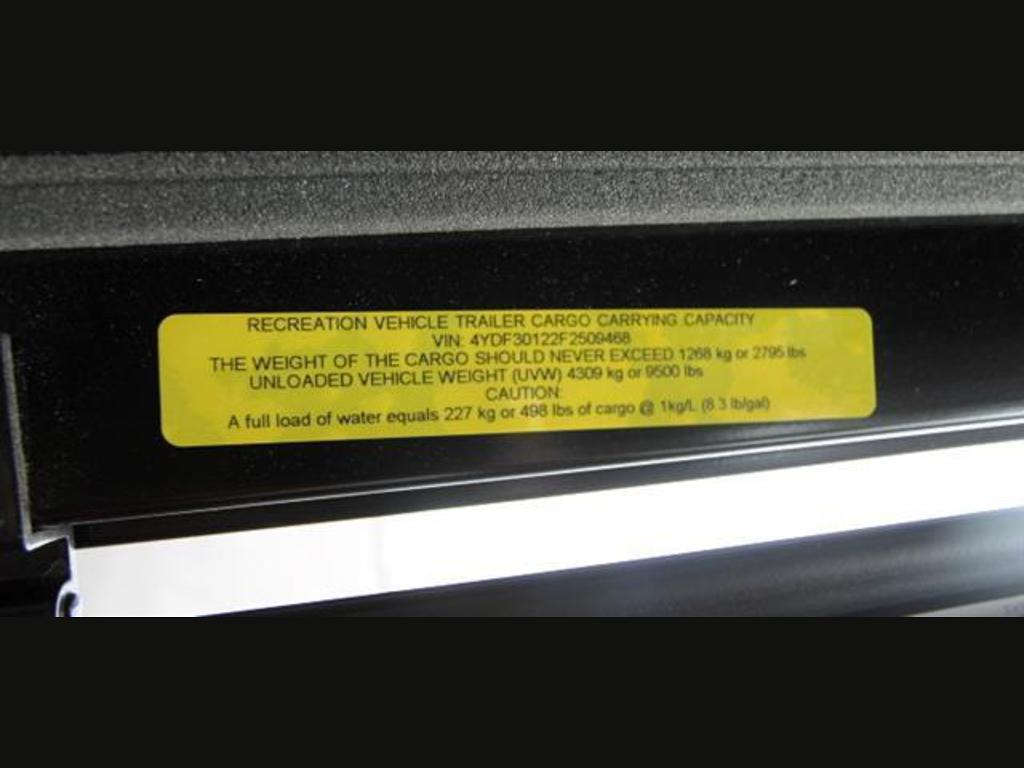 RECREATION VEHICLE TRAILER CARGO CARRYING CAPACITY
VIN: 4YDF30122F2509468
THE WEIGHT OF THE CARGO SHOULD NEVER EXCEED 1268 kg or 2795 lbs
UNLOADED VEHICLE WEIGHT (UVW) 4309 kg or 9500 lbs
CAUTION:
A full load of water equals 227 kg or 498 lbs of cargo @ 1kg/L (8.3 lb/gal)